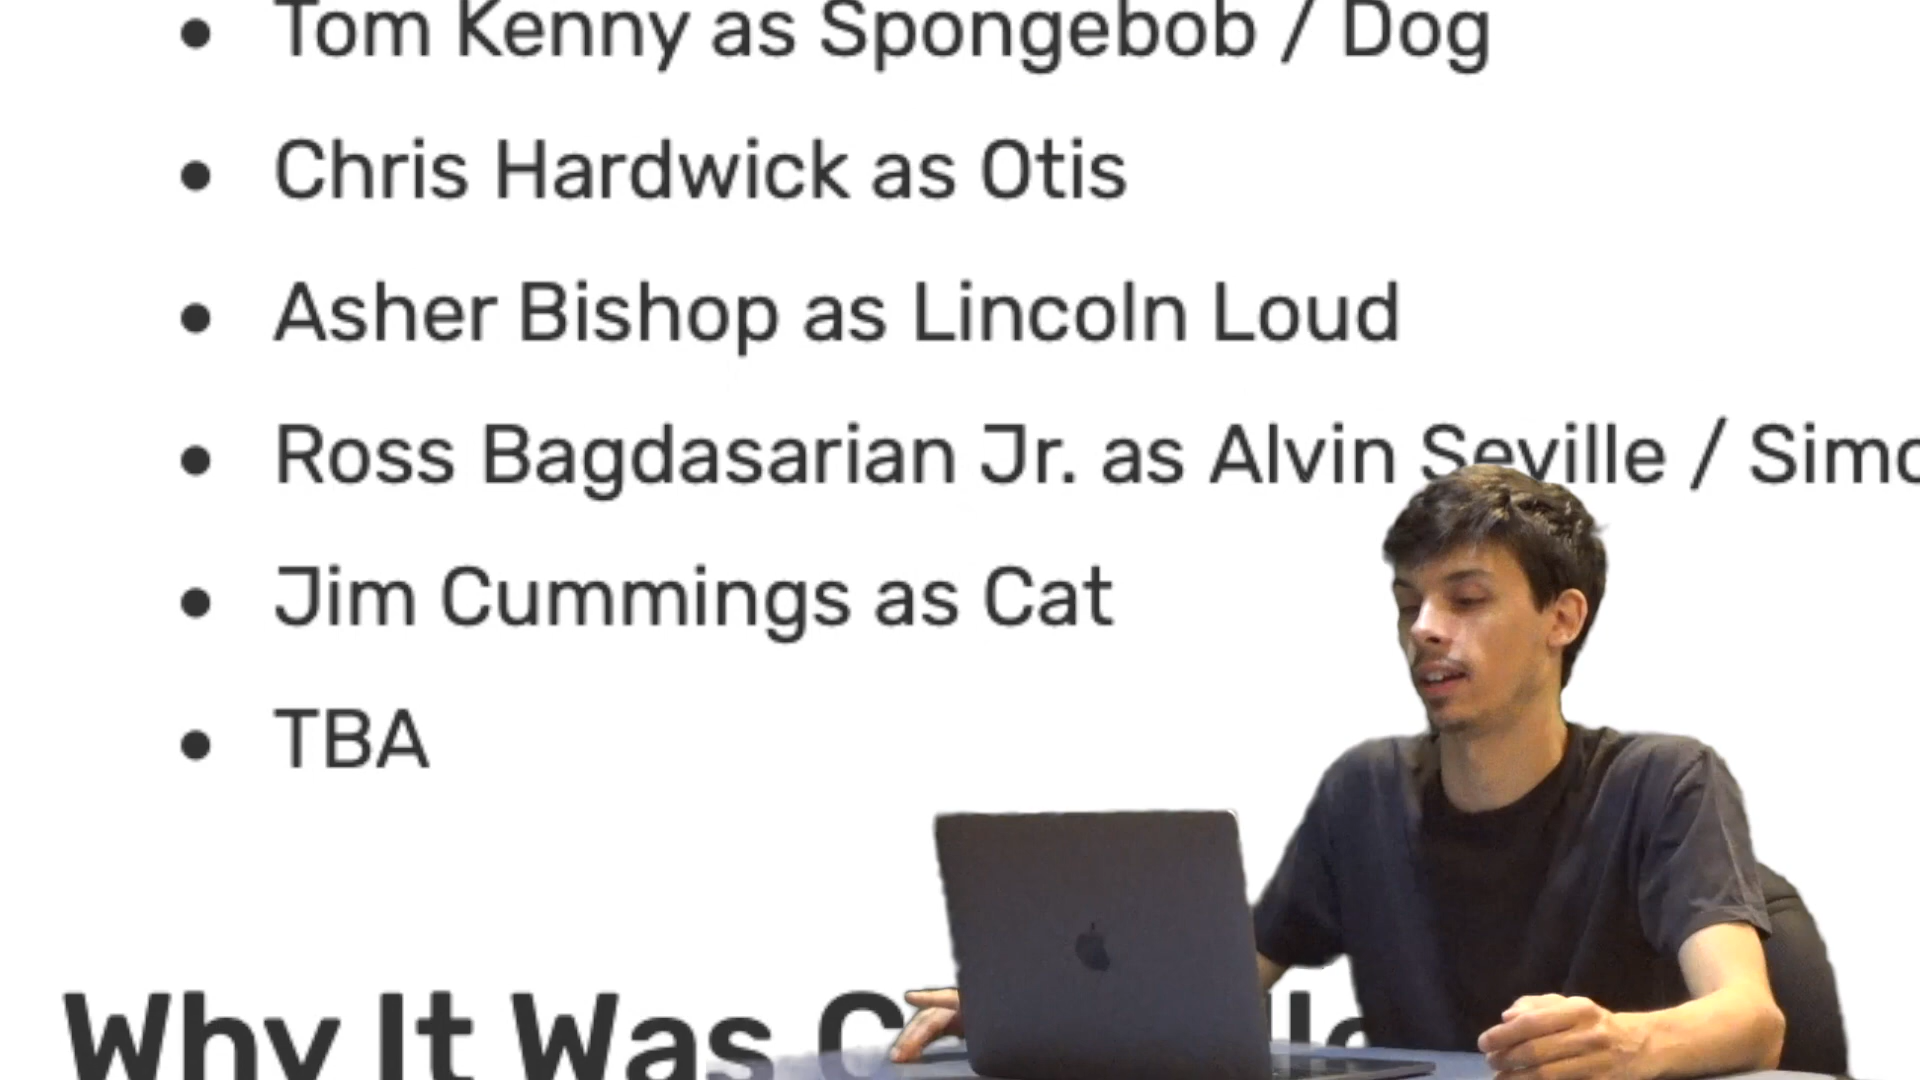 Tom Kenny as Spongebob / Dog
Chris Hardwick as Otis
Asher Bishop as Lincoln Loud
Ross Bagdasarian Jr. as Alvin Seville / Simo
Jim Cummings as Cat
TBA
Why It Was